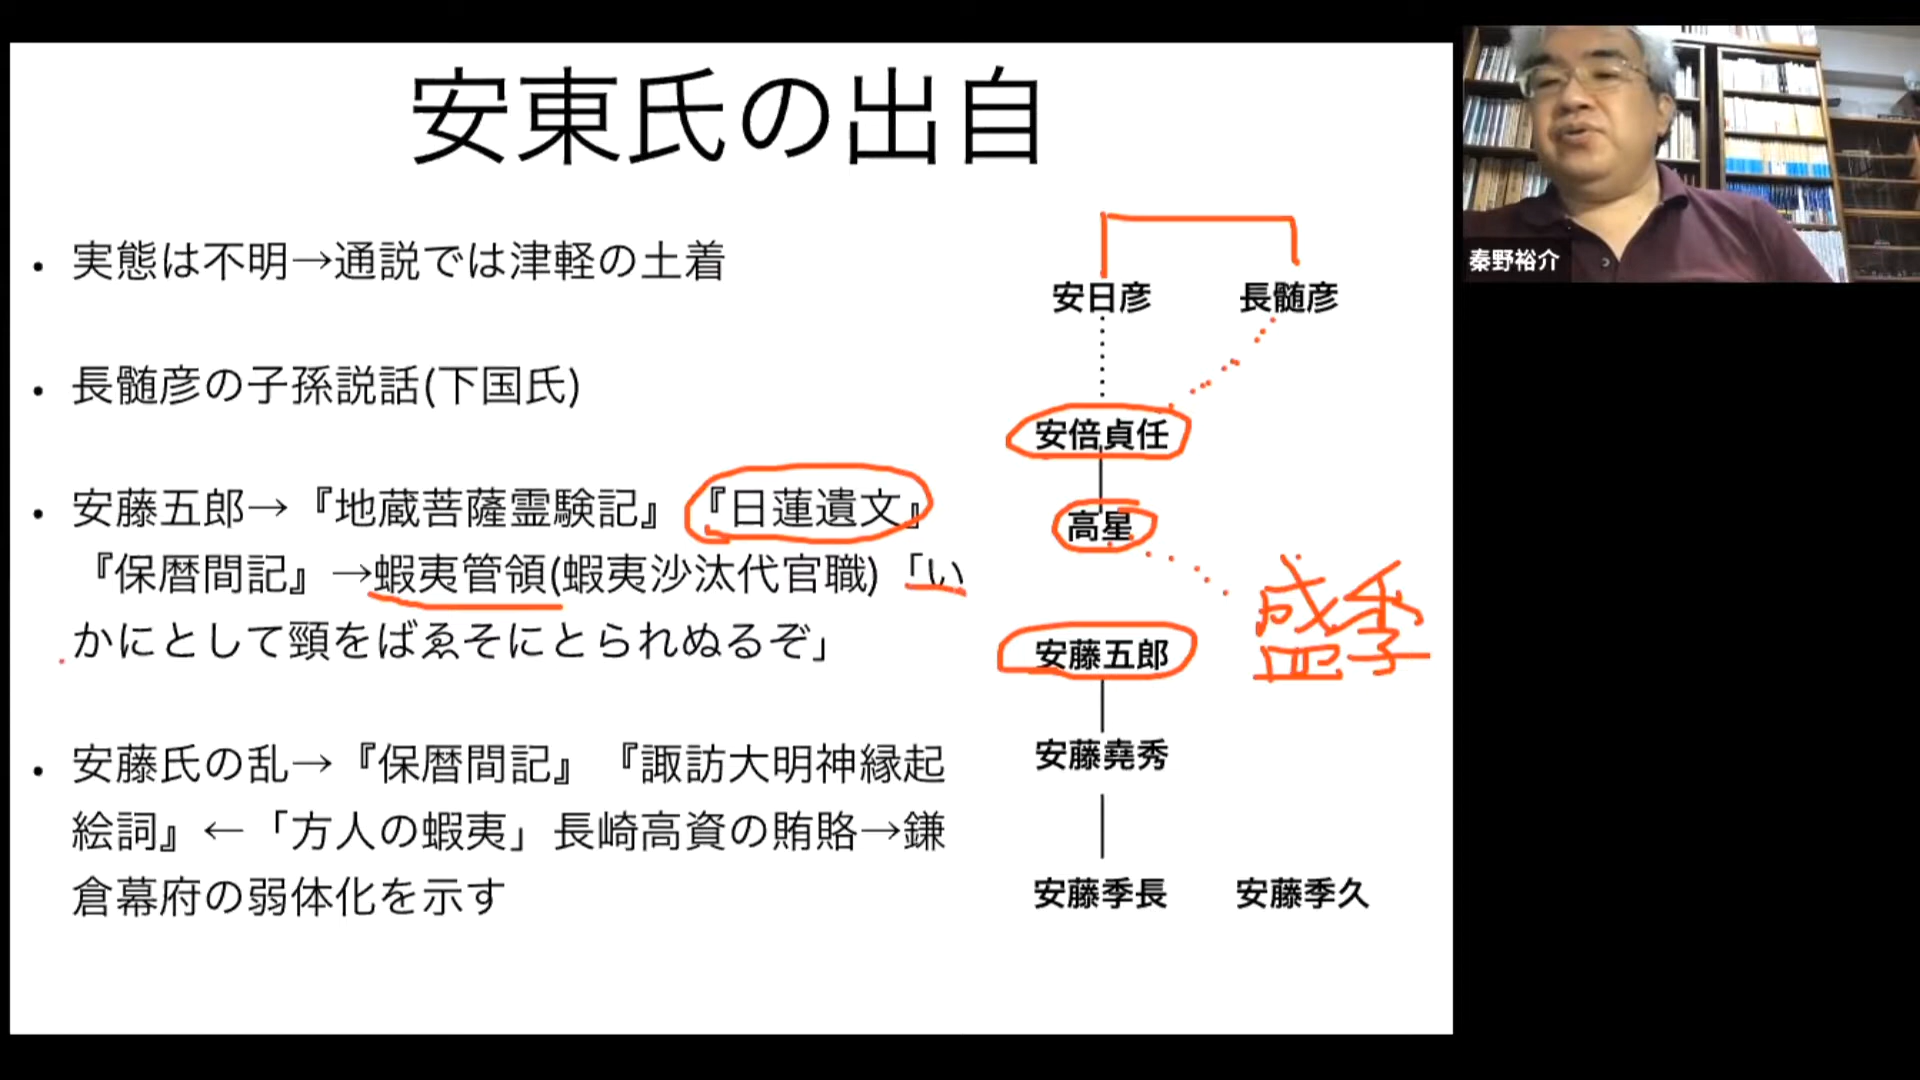 安東氏の出自
・実態は不明→通説では津軽の土着
・長髄彦の子孫説話(下国氏)
・安藤五郎→『地蔵菩薩霊験記』『日蓮遺文』
『保暦間記』→蝦夷管領(蝦夷沙汰代官職)「い
かにとして頸をばゑそにとられぬるぞ」
・安藤氏の乱→『保暦間記』『諏訪大明神縁起
絵詞』←「方人の蝦夷」長崎高資の賄賂→鎌
倉幕府の弱体化を示す
安日彦
長髄彦
安倍貞任
高星
盛季
安藤五郎
安藤堯秀
安藤季長
安藤季久
秦野裕介